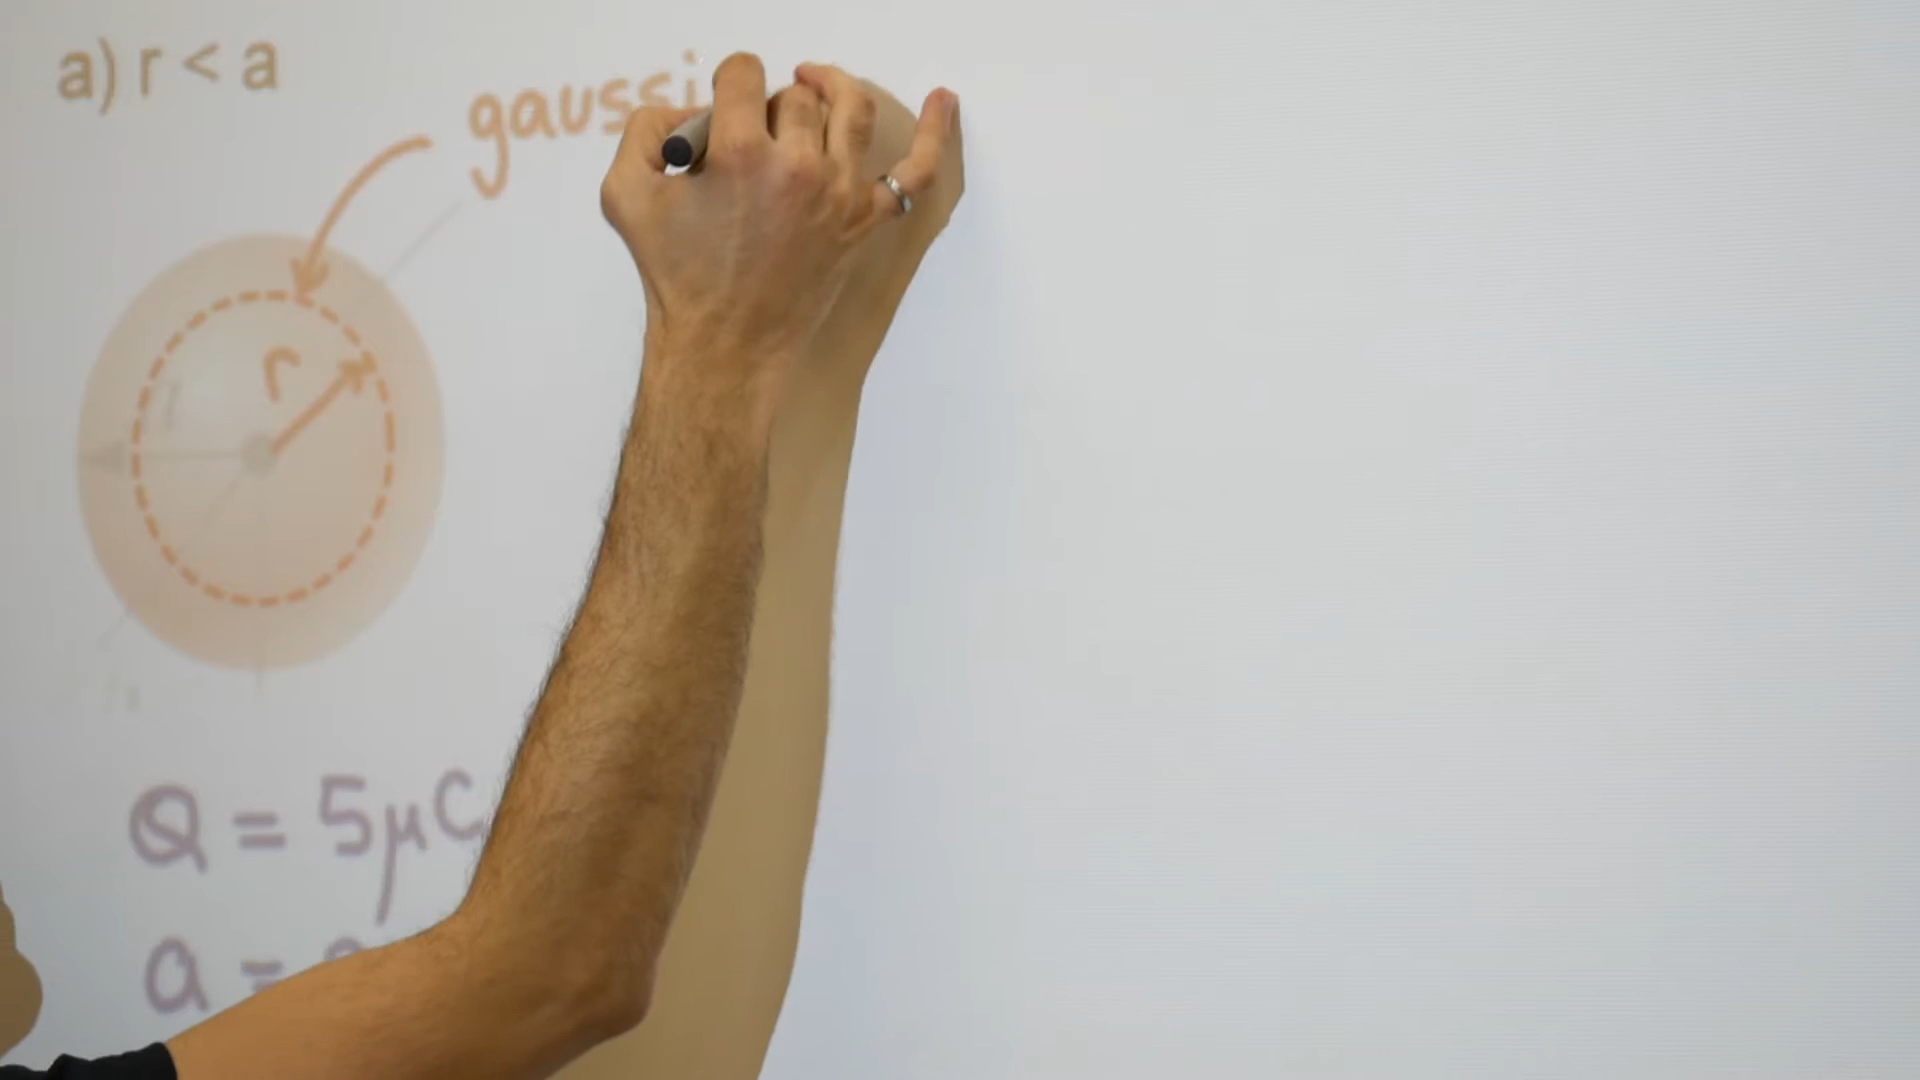 a) r < a
gaussi
r
Q = 5μC
a =